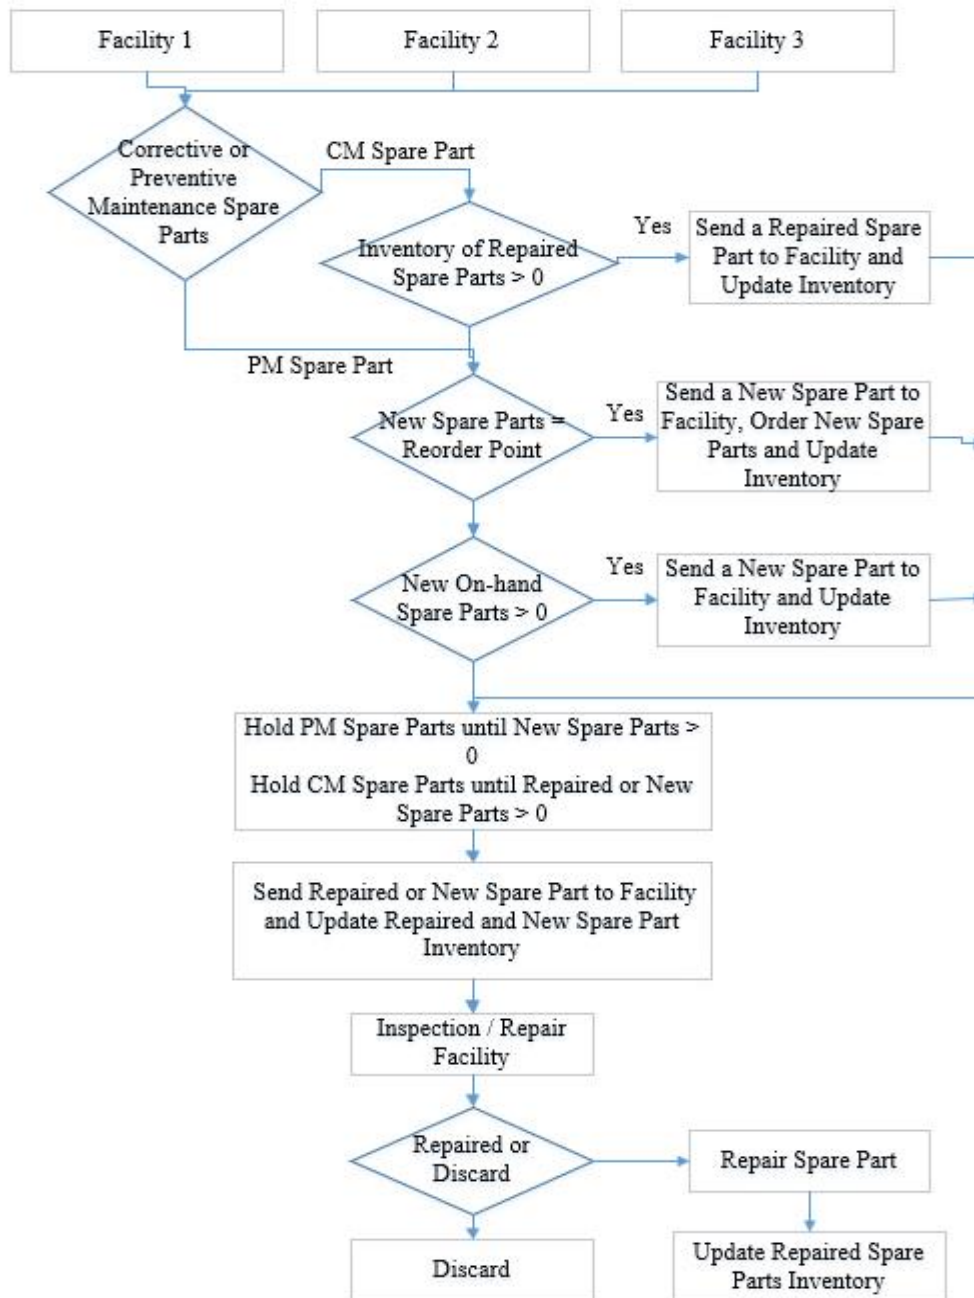 Facility 1
Facility 2
Facility 3
Corrective or
Preventive
Maintenance Spare
Parts
CM Spare Part
Inventory of Repaired
Spare Parts > 0
Yes
Send a Repaired Spare
Part to Facility and
Update Inventory
PM Spare Part
New Spare Parts =
Reorder Point
Yes
Send a New Spare Part to
Facility, Order New Spare
Parts and Update
Inventory
New On-hand
Spare Parts > 0
Yes
Send a New Spare Part to
Facility and Update
Inventory
Hold PM Spare Parts until New Spare Parts >
0
Hold CM Spare Parts until Repaired or New
Spare Parts > 0
Send Repaired or New Spare Part to Facility
and Update Repaired and New Spare Part
Inventory
Inspection / Repair
Facility
Repaired or
Discard
Repair Spare Part
Discard
Update Repaired Spare
Parts Inventory